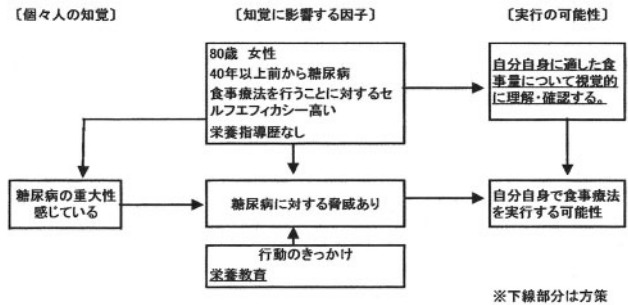 〔個々人の知覚〕
〔知覚に影響する因子〕
〔実行の可能性〕
80歳 女性
40年以上前から糖尿病
食事療法を行うことに対するセ
ルフエフィカシー高い
栄養指導歴なし
自分自身に適した食
事量について視覚的
に理解・確認する。
糖尿病の重大性
感じている
糖尿病に対する脅威あり
自分自身で食事療法
を実行する可能性
行動のきっかけ
栄養教育
※下線部分は方策